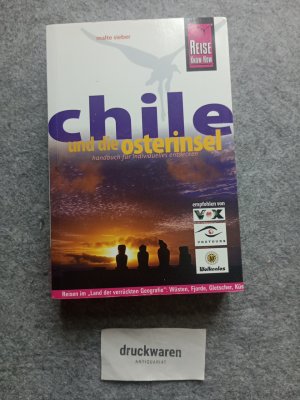 malte sieber
REISE
Know-How
chile
und die osterinsel
handbuch für individuelles entdecken
empfohlen von
VOX
Reisen im „Land der verrückten Geografie": Wüsten, Fjorde, Gletscher, Küs
druckwaren
ANTIQUARIAT